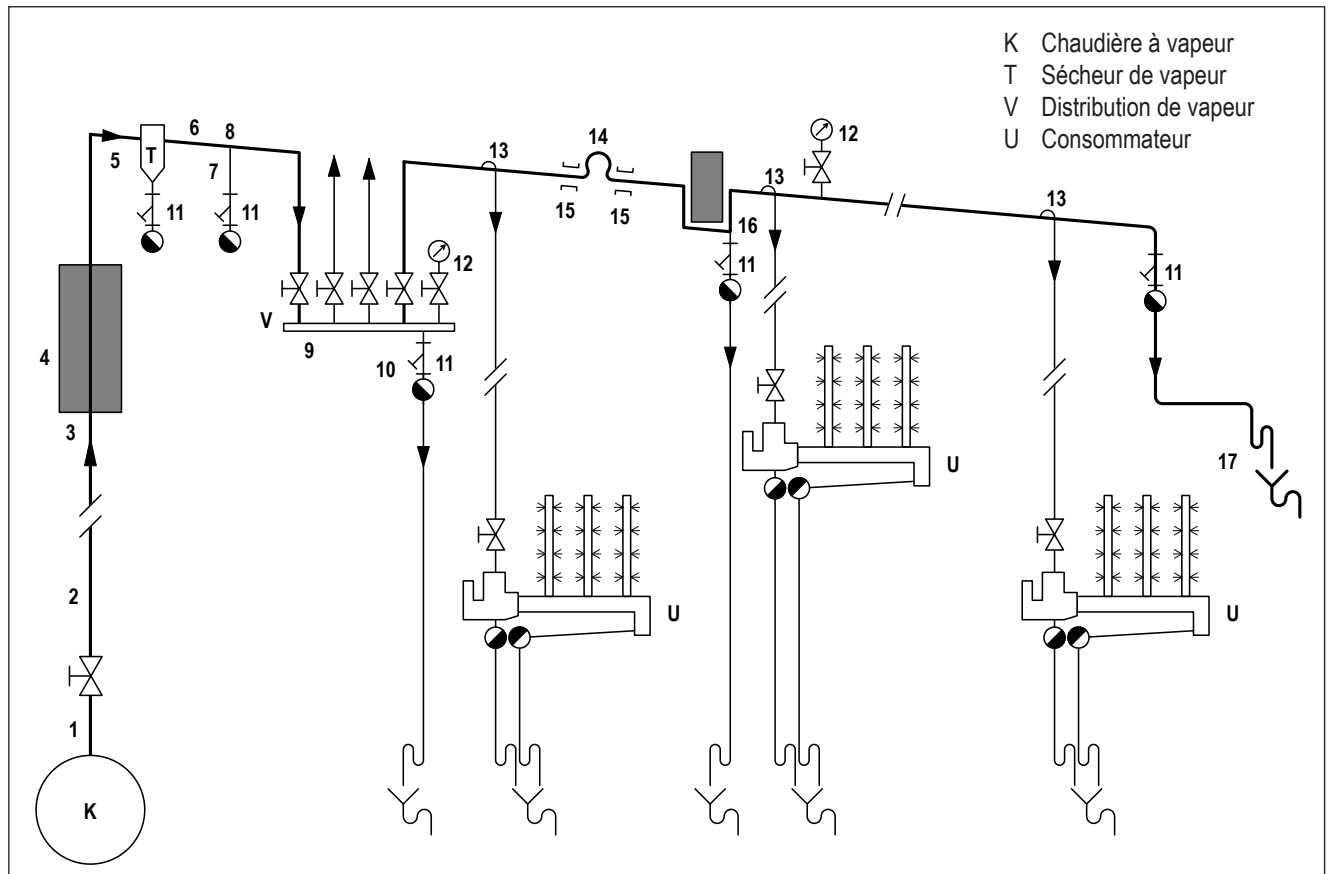 K Chaudière à vapeur
T Sécheur de vapeur
V Distribution de vapeur
U Consommateur
12
14
6
8
13
5
T
13
7
15
15
16
13
11
11
12
11
11
V
9
10
11
4
3
U
17
2
U
U
1
K